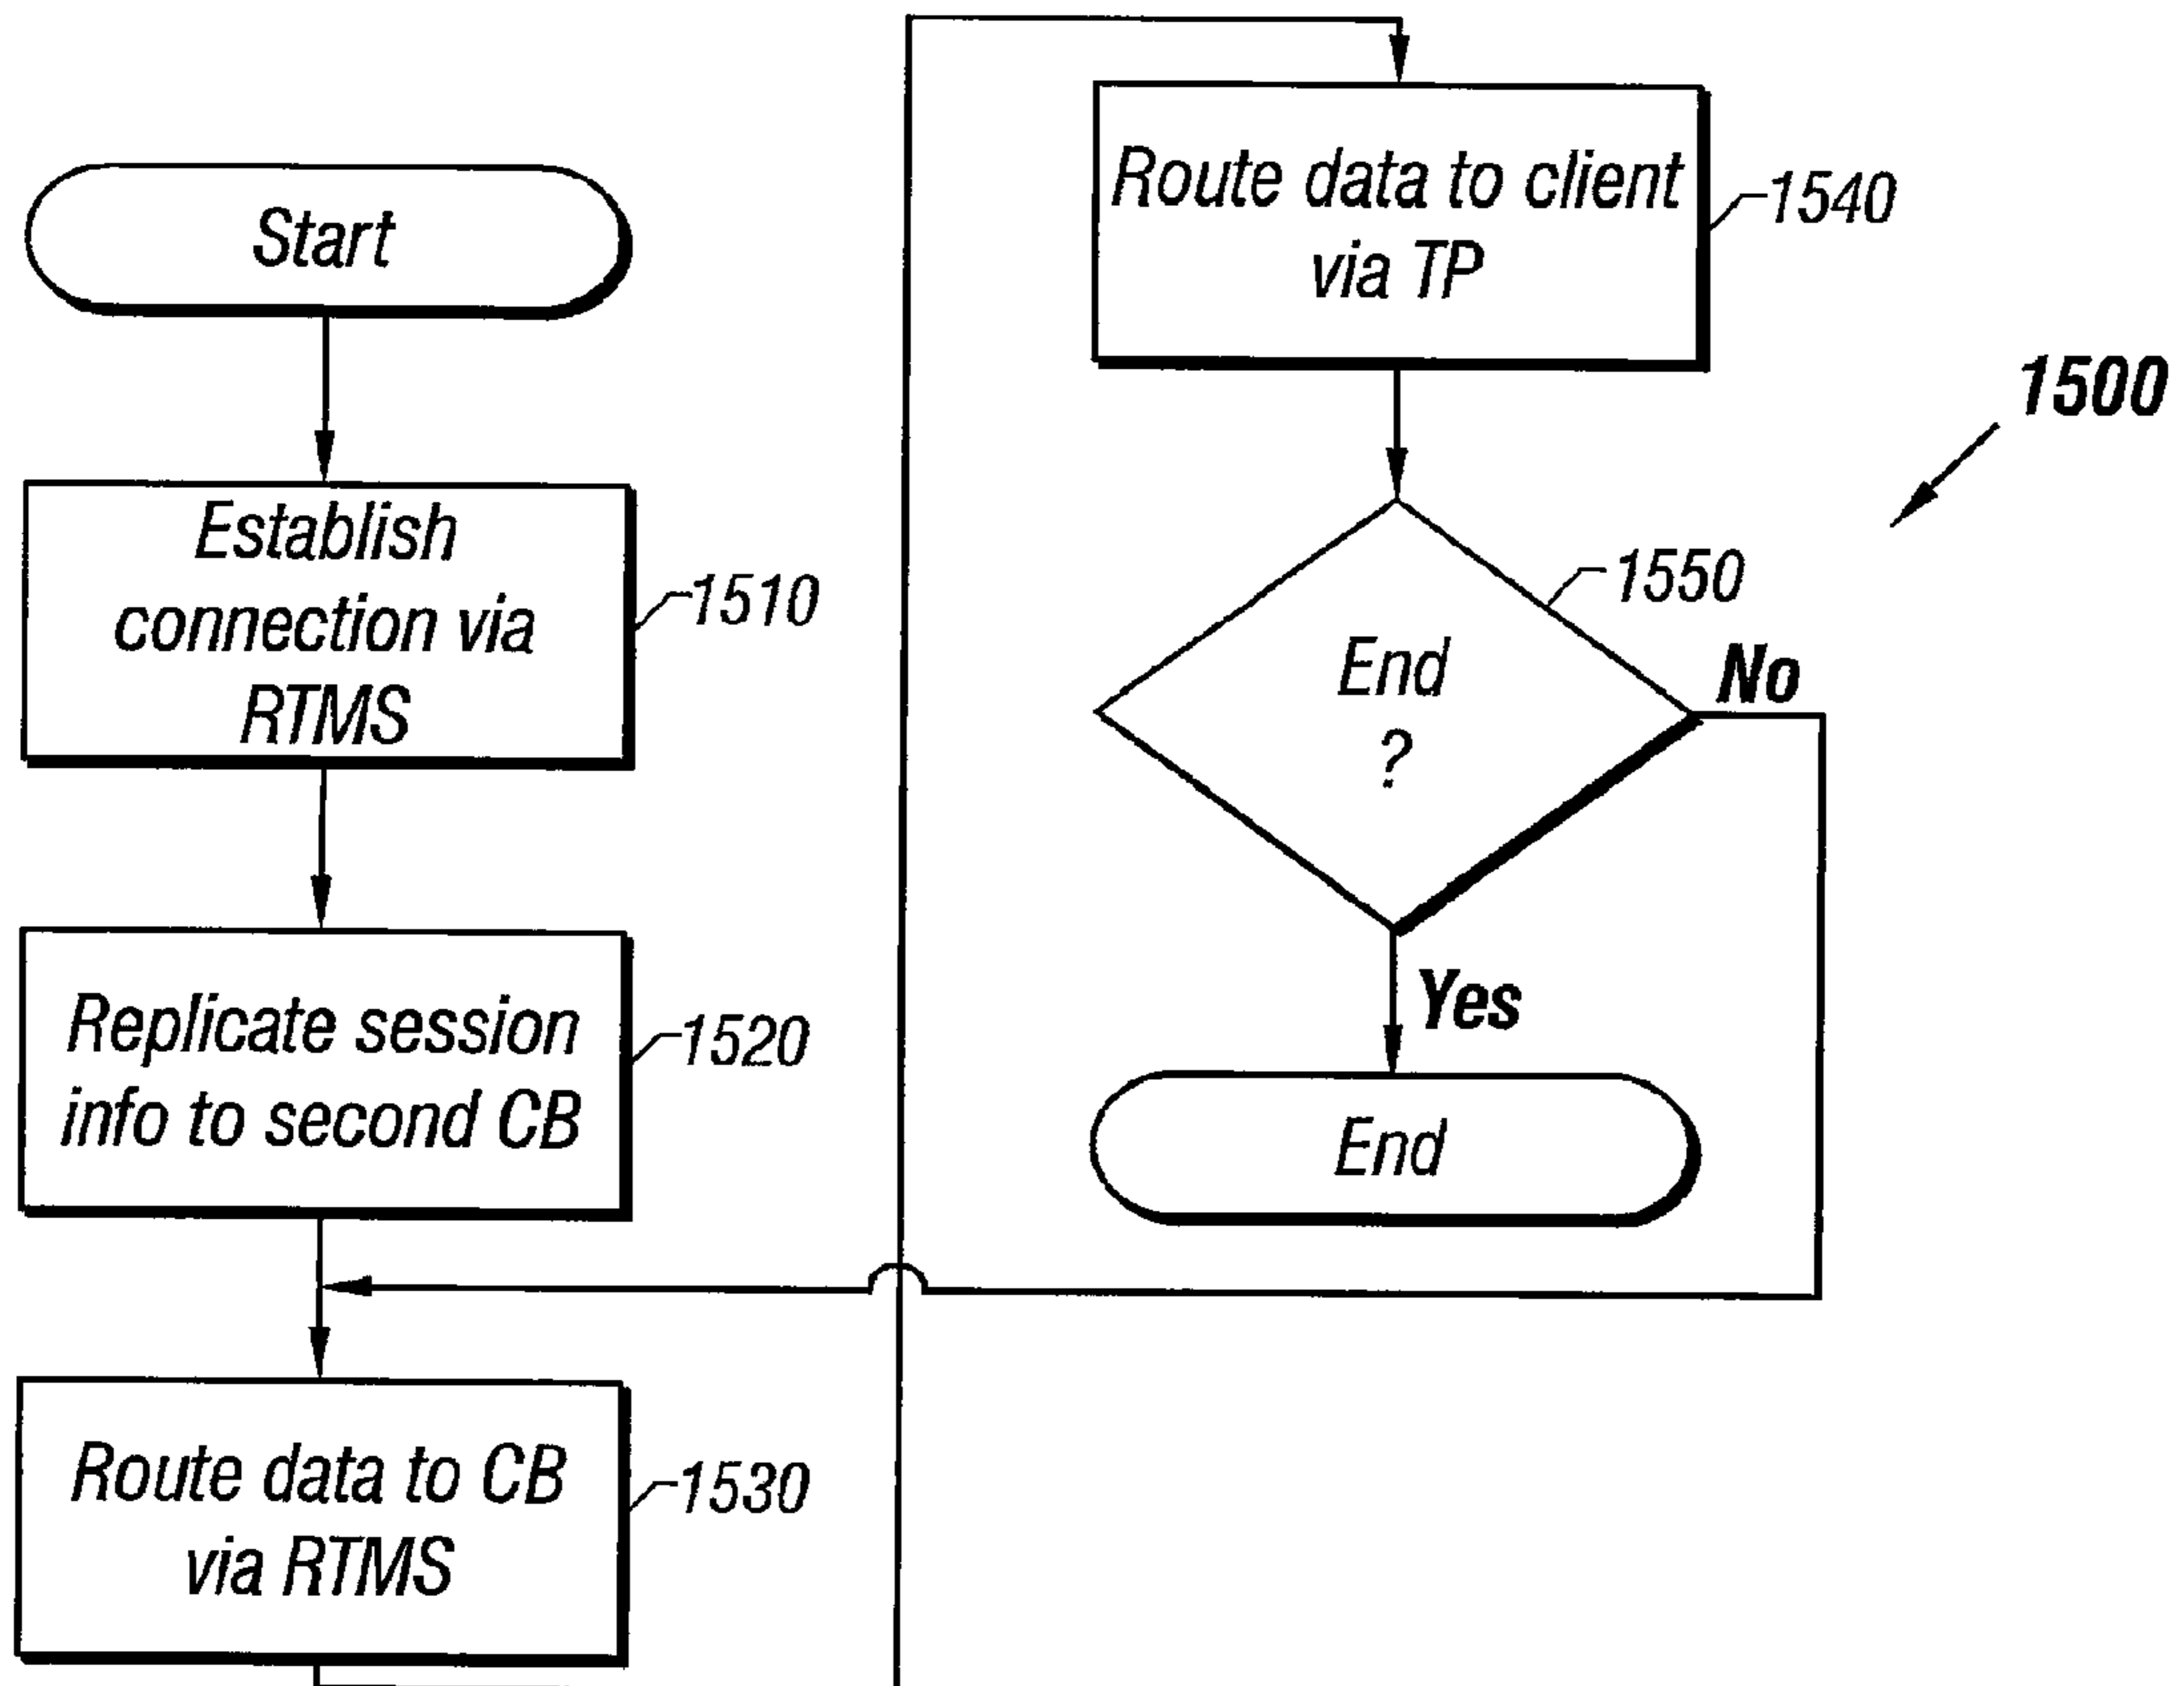 Start
Establish
connection via
RTMS
1510
Replicate session
info to second CB
1520
Route data to CB
via RTMS
1530
Route data to client
via TP
1540
1500
End
?
1550
No
Yes
End